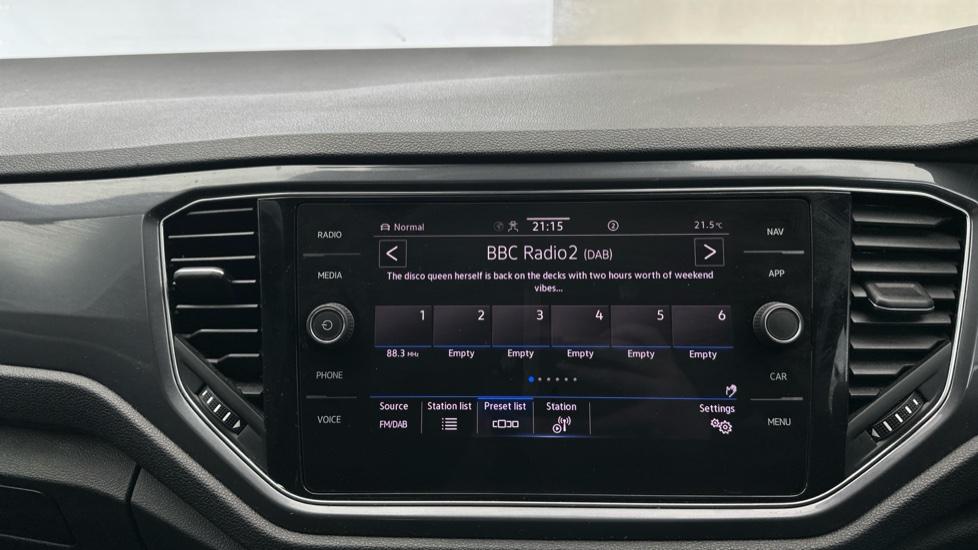 RADIO
MEDIA
PHONE
VOICE
Normal 21:15 2 21.5°C
< BBC Radio2 (DAB) >
The disco queen herself is back on the decks with two hours worth of weekend
vibes...
1 2 3 4 5 6
88.3 MHz Empty Empty Empty Empty Empty
Source Station list Preset list Station Settings
FM/DAB
NAV
APP
CAR
MENU